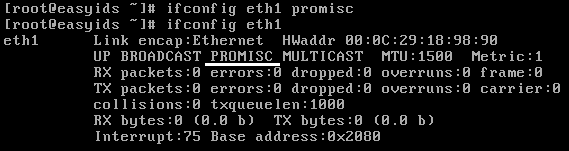 [root@easyids ~]# ifconfig eth1 promisc
[root@easyids ~]# ifconfig eth1
eth1 Link encap:Ethernet HWaddr 00:0C:29:18:98:90
UP BROADCAST PROMISC MULTICAST MTU:1500 Metric:1
RX packets:0 errors:0 dropped:0 overruns:0 frame:0
TX packets:0 errors:0 dropped:0 overruns:0 carrier:0
collisions:0 txqueuelen:1000
RX bytes:0 (0.0 b) TX bytes:0 (0.0 b)
Interrupt:75 Base address:0x2080